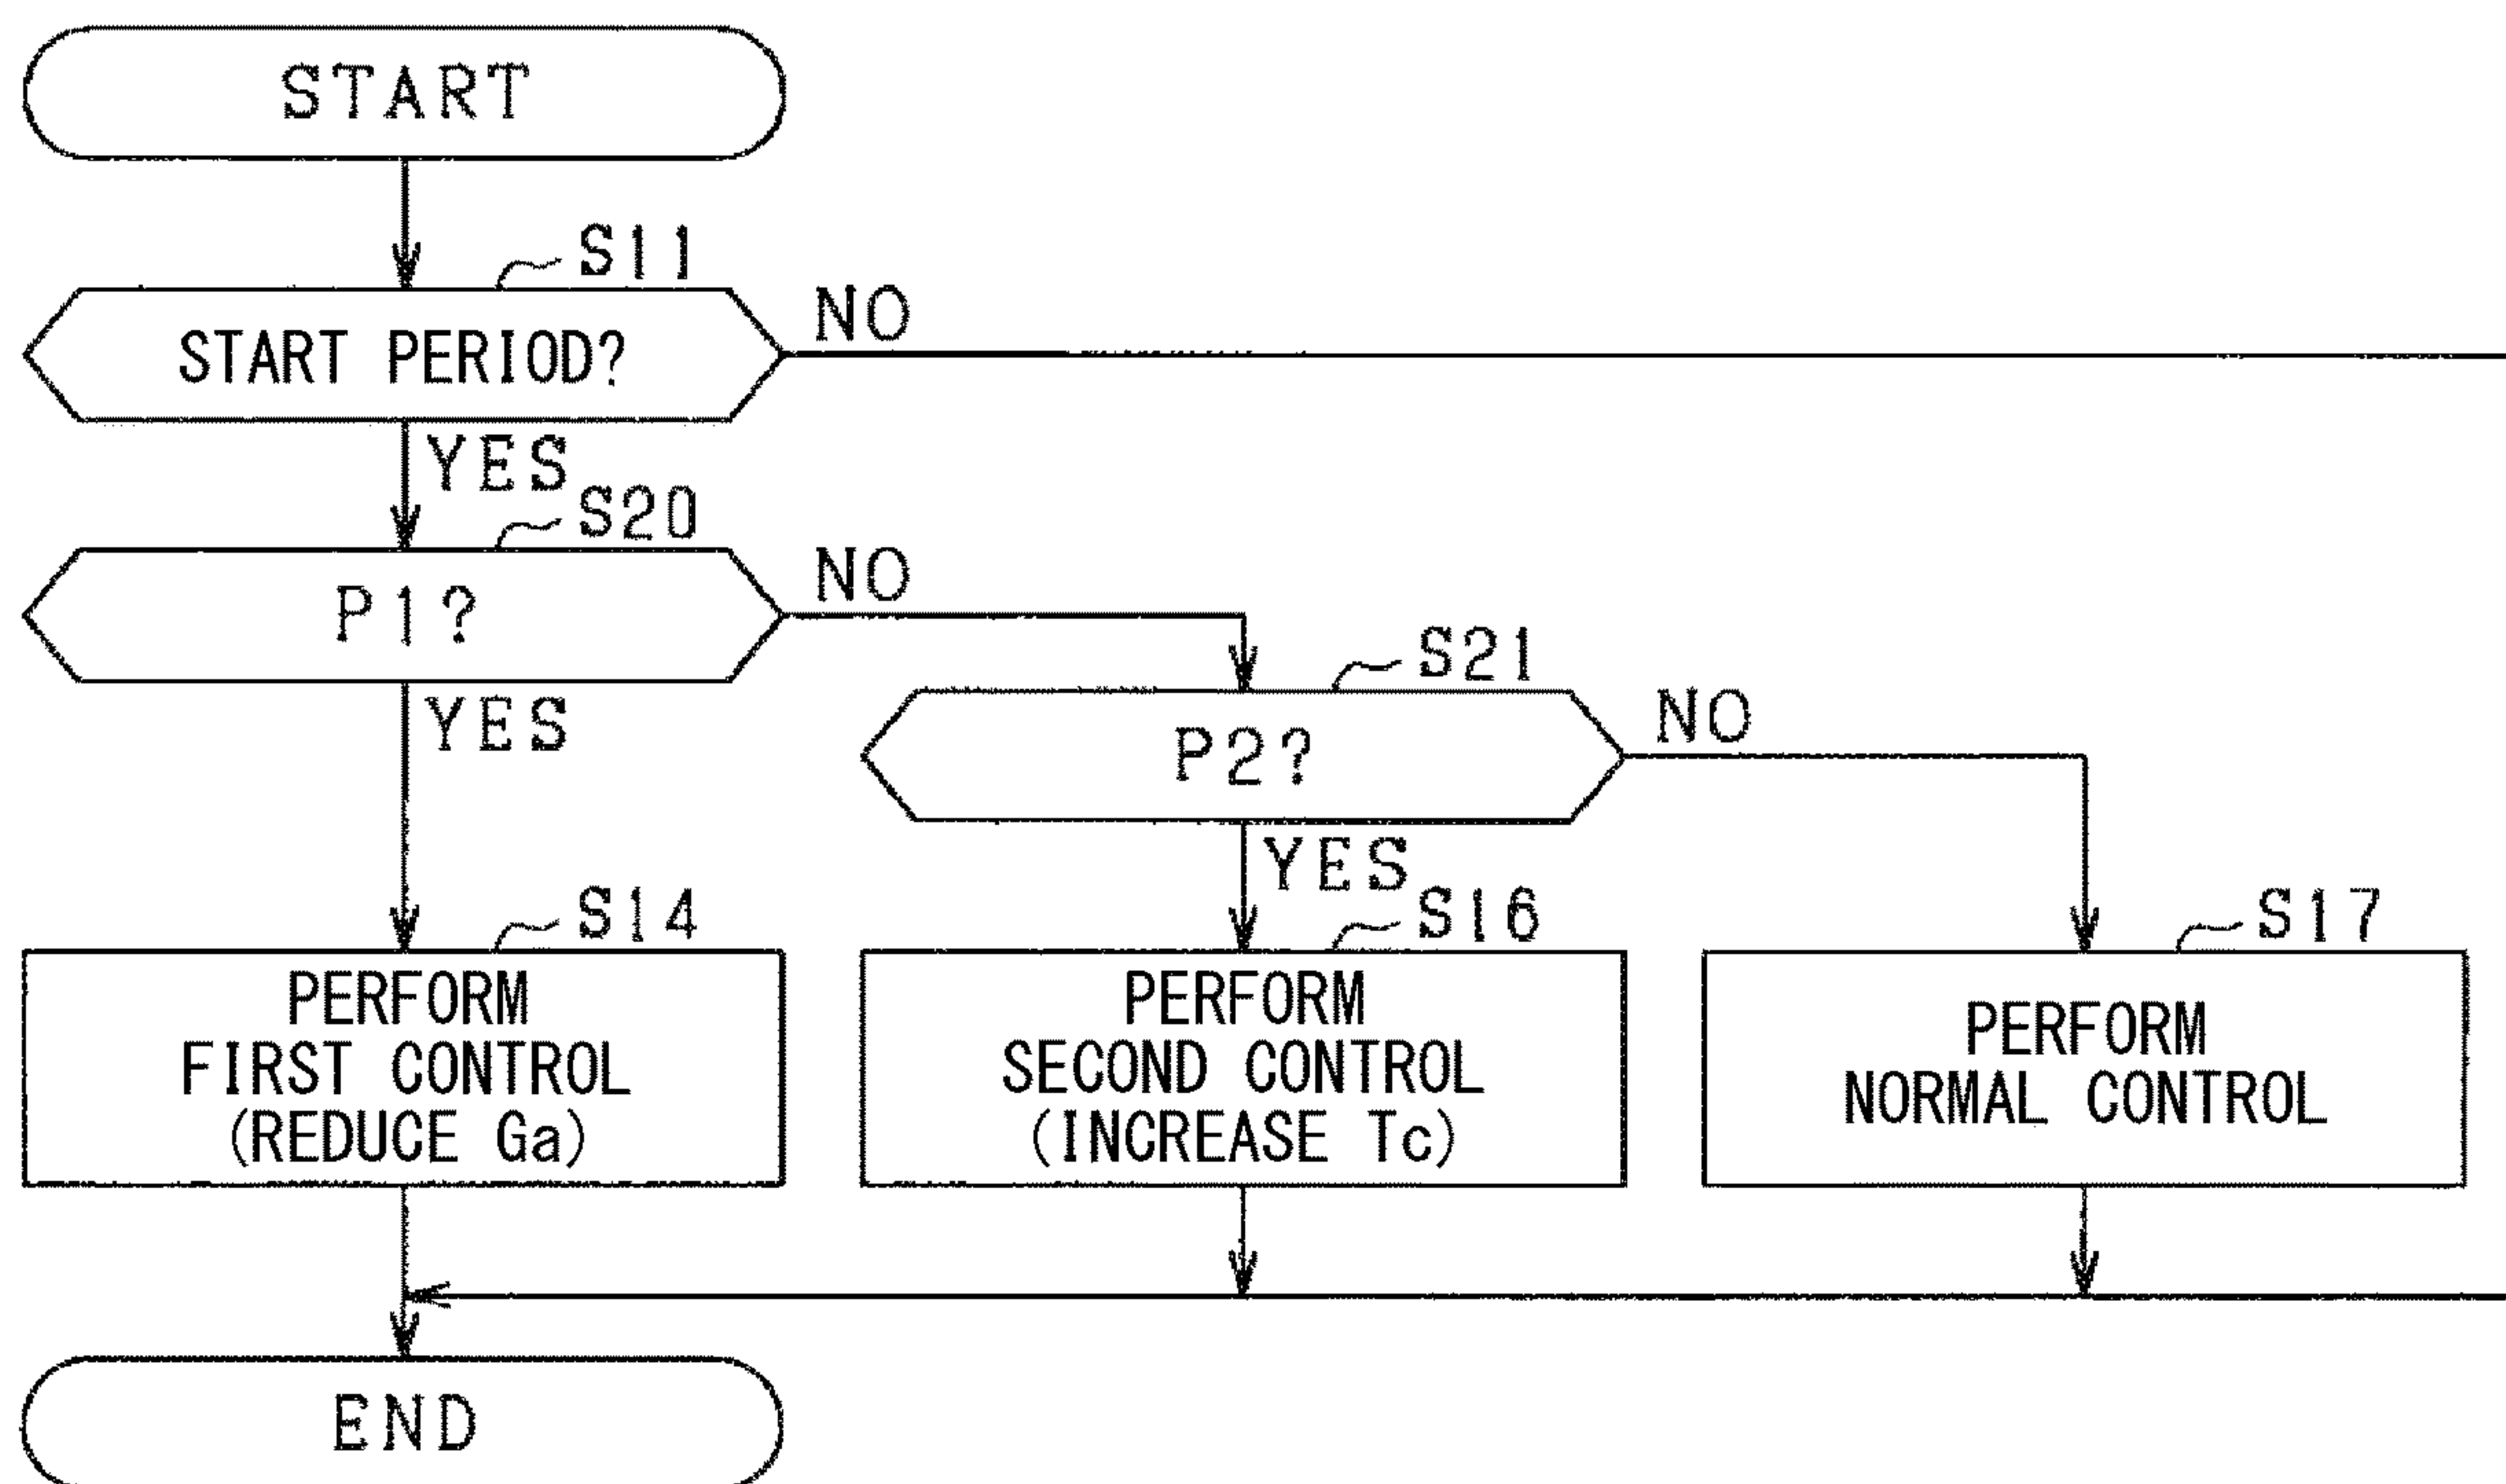 START
S11
START PERIOD?
NO
YES
S20
P1?
NO
YES
S21
P2?
NO
YES
S14
PERFORM
FIRST CONTROL
(REDUCE Ga)
S16
PERFORM
SECOND CONTROL
(INCREASE Tc)
S17
PERFORM
NORMAL CONTROL
END